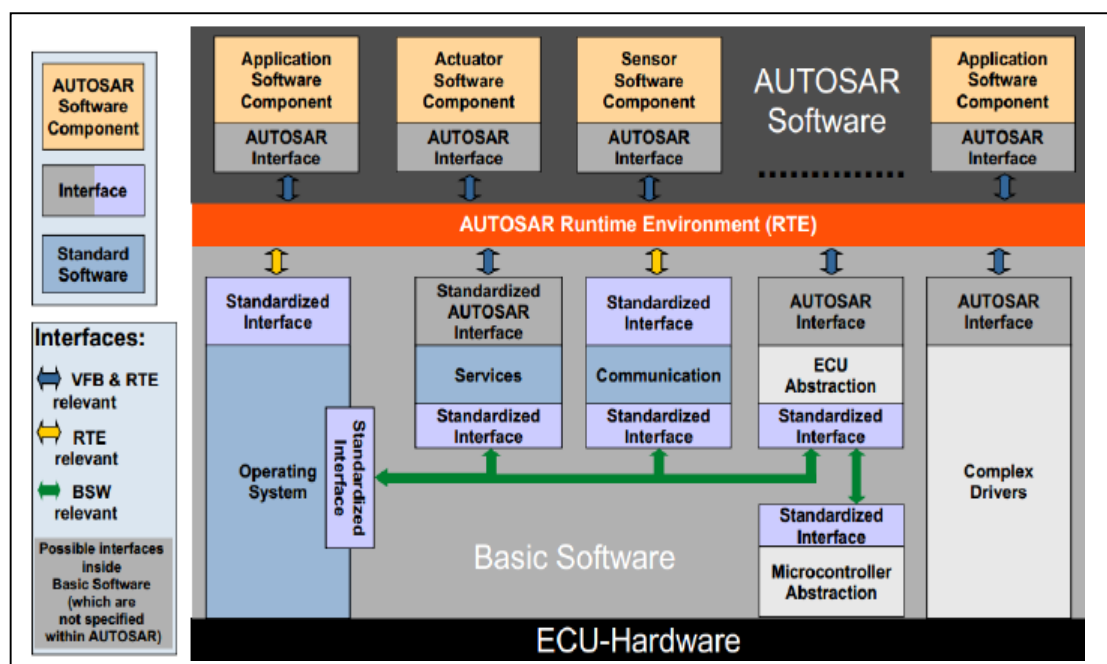 AUTOSAR
Software
Component
Interface
Standard
Software
Interfaces:
VFB & RTE
relevant
RTE
relevant
BSW
relevant
Possible interfaces
inside
Basic Software
(which are
not specified
within AUTOSAR)
Application
Software
Component
AUTOSAR
Interface
Actuator
Software
Component
AUTOSAR
Interface
Sensor
Software
Component
AUTOSAR
Interface
AUTOSAR
Software
..............
Application
Software
Component
AUTOSAR
Interface
AUTOSAR Runtime Environment (RTE)
Standardized
Interface
Operating
System
Standardized
Interface
Standardized
AUTOSAR
Interface
Services
Standardized
Interface
Standardized
Interface
Communication
Standardized
Interface
AUTOSAR
Interface
ECU
Abstraction
Standardized
Interface
Standardized
Interface
Microcontroller
Abstraction
AUTOSAR
Interface
Complex
Drivers
Basic Software
ECU-Hardware